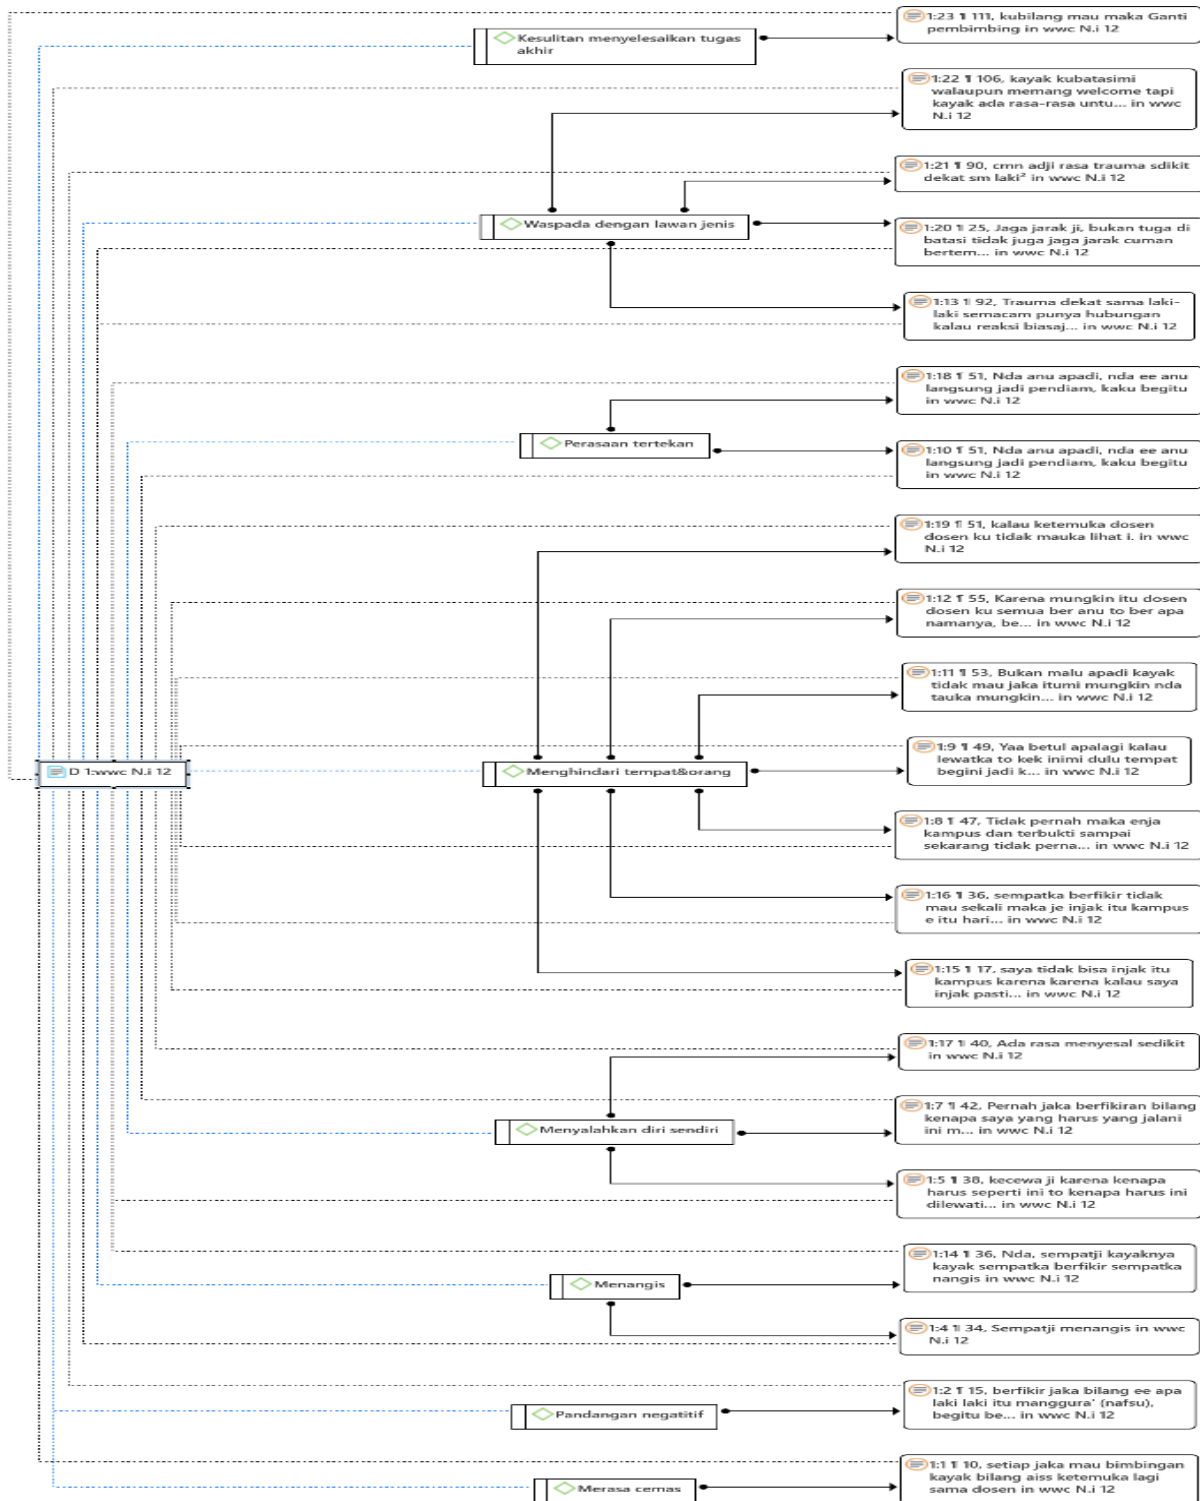 1:23 ¶ 111, kubilang mau maka Ganti
pembimbing in wwc N.i 12
Kesulitan menyelesaikan tugas
akhir
1:22 ¶ 106, kayak kubatasimi
walaupun memang welcome tapi
kayak ada rasa-rasa untu... in wwc
N.i 12
1:21 ¶ 90, cmn adji rasa trauma sdikit
dekat sm laki² in wwc N.i 12
Waspada dengan lawan jenis
1:20 ¶ 25, Jaga jarak ji, bukan tuga di
batasi tidak juga jaga jarak cuman
bertem... in wwc N.i 12
1:13 ¶ 92, Trauma dekat sama laki-
laki semacam punya hubungan
kalau reaksi biasaj... in wwc N.i 12
1:18 ¶ 51, Nda anu apadi, nda ee anu
langsung jadi pendiam, kaku begitu
in wwc N.i 12
Perasaan tertekan
1:10 ¶ 51, Nda anu apadi, nda ee anu
langsung jadi pendiam, kaku begitu
in wwc N.i 12
1:19 ¶ 51, kalau ketemuka dosen
dosen ku tidak mauka lihat i. in wwc
N.i 12
1:12 ¶ 55, Karena mungkin itu dosen
dosen ku semua ber anu to ber apa
namanya, be... in wwc N.i 12
1:11 ¶ 53, Bukan malu apadi kayak
tidak mau jaka itumi mungkin nda
tauka mungkin... in wwc N.i 12
D 1:wwc N.i 12
Menghindari tempat&orang
1:9 ¶ 49, Yaa betul apalagi kalau
lewatka to kek inimi dulu tempat
begini jadi k... in wwc N.i 12
1:8 ¶ 47, Tidak pernah maka enja
kampus dan terbukti sampai
sekarang tidak perna... in wwc N.i 12
1:16 ¶ 36, sempatka berfikir tidak
mau sekali maka je injak itu kampus
e itu hari... in wwc N.i 12
1:15 ¶ 17, saya tidak bisa injak itu
kampus karena karena kalau saya
injak pasti... in wwc N.i 12
1:17 ¶ 40, Ada rasa menyesal sedikit
in wwc N.i 12
Menyalahkan diri sendiri
1:7 ¶ 42, Pernah jaka berfikiran bilang
kenapa saya yang harus yang jalani
ini m... in wwc N.i 12
1:5 ¶ 38, kecewa ji karena kenapa
harus seperti ini to kenapa harus ini
dilewati... in wwc N.i 12
1:14 ¶ 36, Nda, sempatji kayaknya
kayak sempatka berfikir sempatka
nangis in wwc N.i 12
Menangis
1:4 ¶ 34, Sempatji menangis in wwc
N.i 12
1:2 ¶ 15, berfikir jaka bilang ee apa
laki laki itu manggura' (nafsu),
begitu be... in wwc N.i 12
Pandangan negatitif
1:1 ¶ 10, setiap jaka mau bimbingan
kayak bilang aiss ketemuka lagi
sama dosen in wwc N.i 12
Merasa cemas